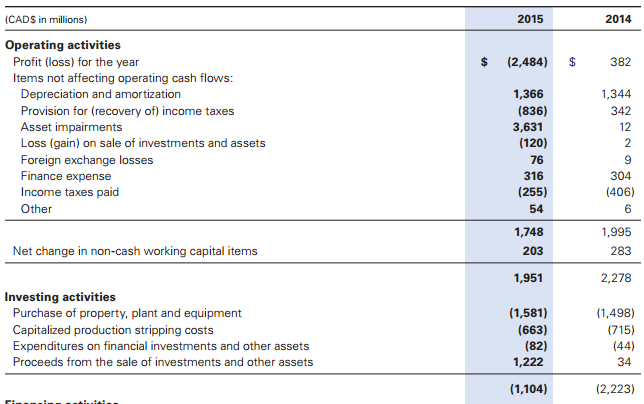 (CAD$ in millions) 2015 2014
Operating activities
Profit (loss) for the year $ (2,484) $ 382
Items not affecting operating cash flows:
Depreciation and amortization 1,366 1,344
Provision for (recovery of) income taxes (836) 342
Asset impairments 3,631 12
Loss (gain) on sale of investments and assets (120) 2
Foreign exchange losses 76 9
Finance expense 316 304
Income taxes paid (255) (406)
Other 54 6
1,748 1,995
Net change in non-cash working capital items 203 283
1,951 2,278
Investing activities
Purchase of property, plant and equipment (1,581) (1,498)
Capitalized production stripping costs (663) (715)
Expenditures on financial investments and other assets (82) (44)
Proceeds from the sale of investments and other assets 1,222 34
(1,104) (2,223)
Financing activities